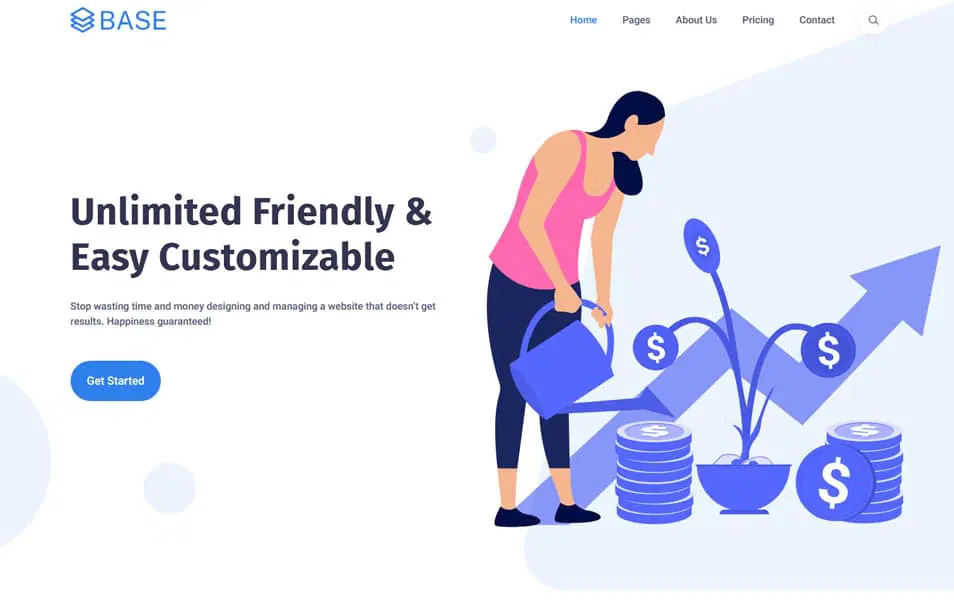 BASE
Home Pages About Us Pricing Contact
Unlimited Friendly &
Easy Customizable
Stop wasting time and money designing and managing a website that doesn't get
results. Happiness guaranteed!
Get Started
$
$
$
$
$
$